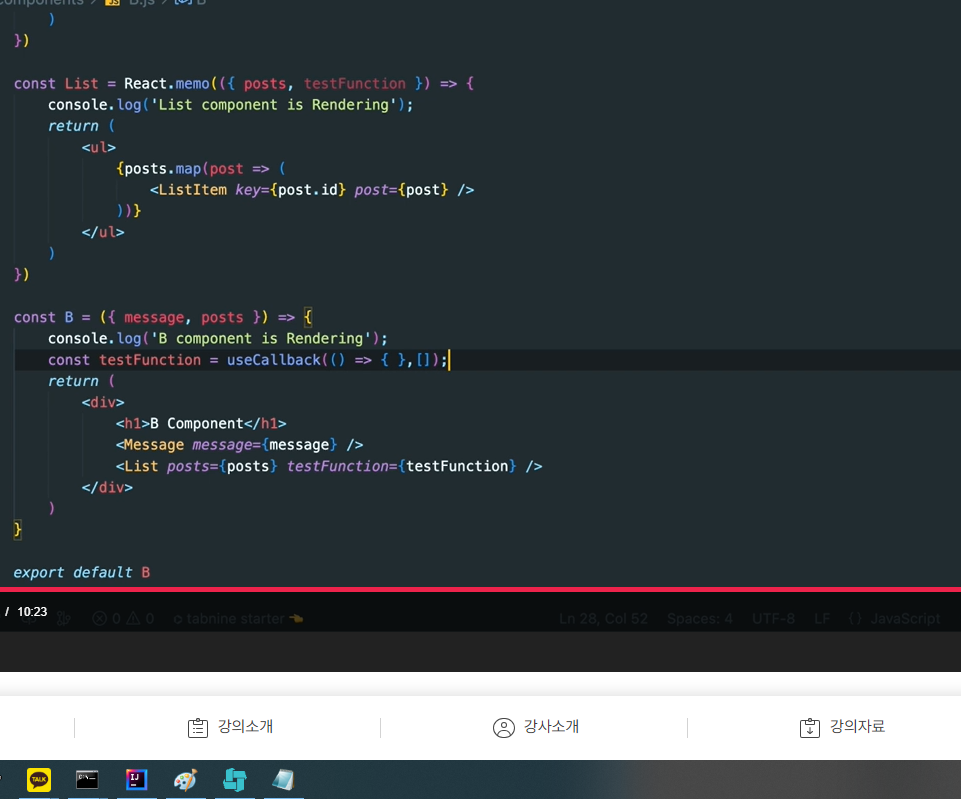 components > JS B.js > B
)
})
const List = React.memo(({ posts, testFunction }) => {
console.log('List component is Rendering');
return (
<ul>
{posts.map(post => (
<ListItem key={post.id} post={post} />
))}
</ul>
)
})
const B = ({ message, posts }) => {
console.log('B component is Rendering');
const testFunction = useCallback(() => { },[]);
return (
<div>
<h1>B Component</h1>
<Message message={message} />
<List posts={posts} testFunction={testFunction} />
</div>
)
}
export default B
/ 10:23
0 0 tabnine starter Ln 28, Col 52 Spaces: 4 UTF-8 LF {} JavaScript
강의소개 강사소개 강의자료
TALK C:\. IJ